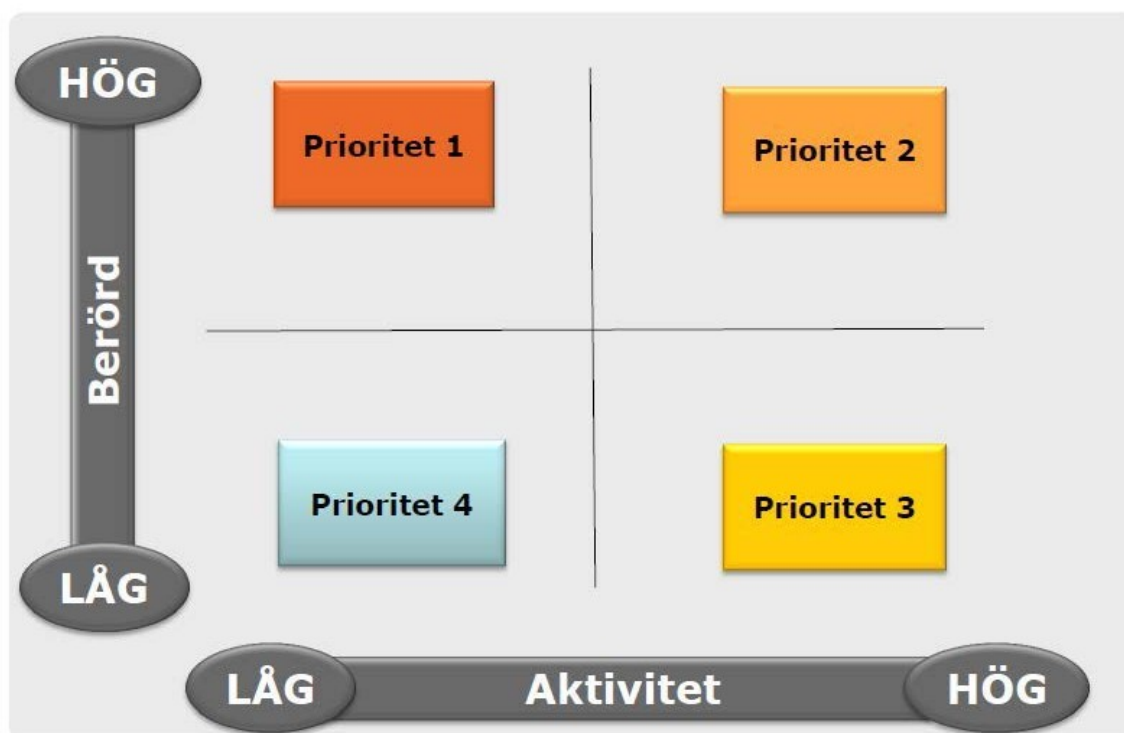 HÖG
Prioritet 1
Prioritet 2
Berörd
Prioritet 4
Prioritet 3
LÅG
LÅG
Aktivitet
HÖG